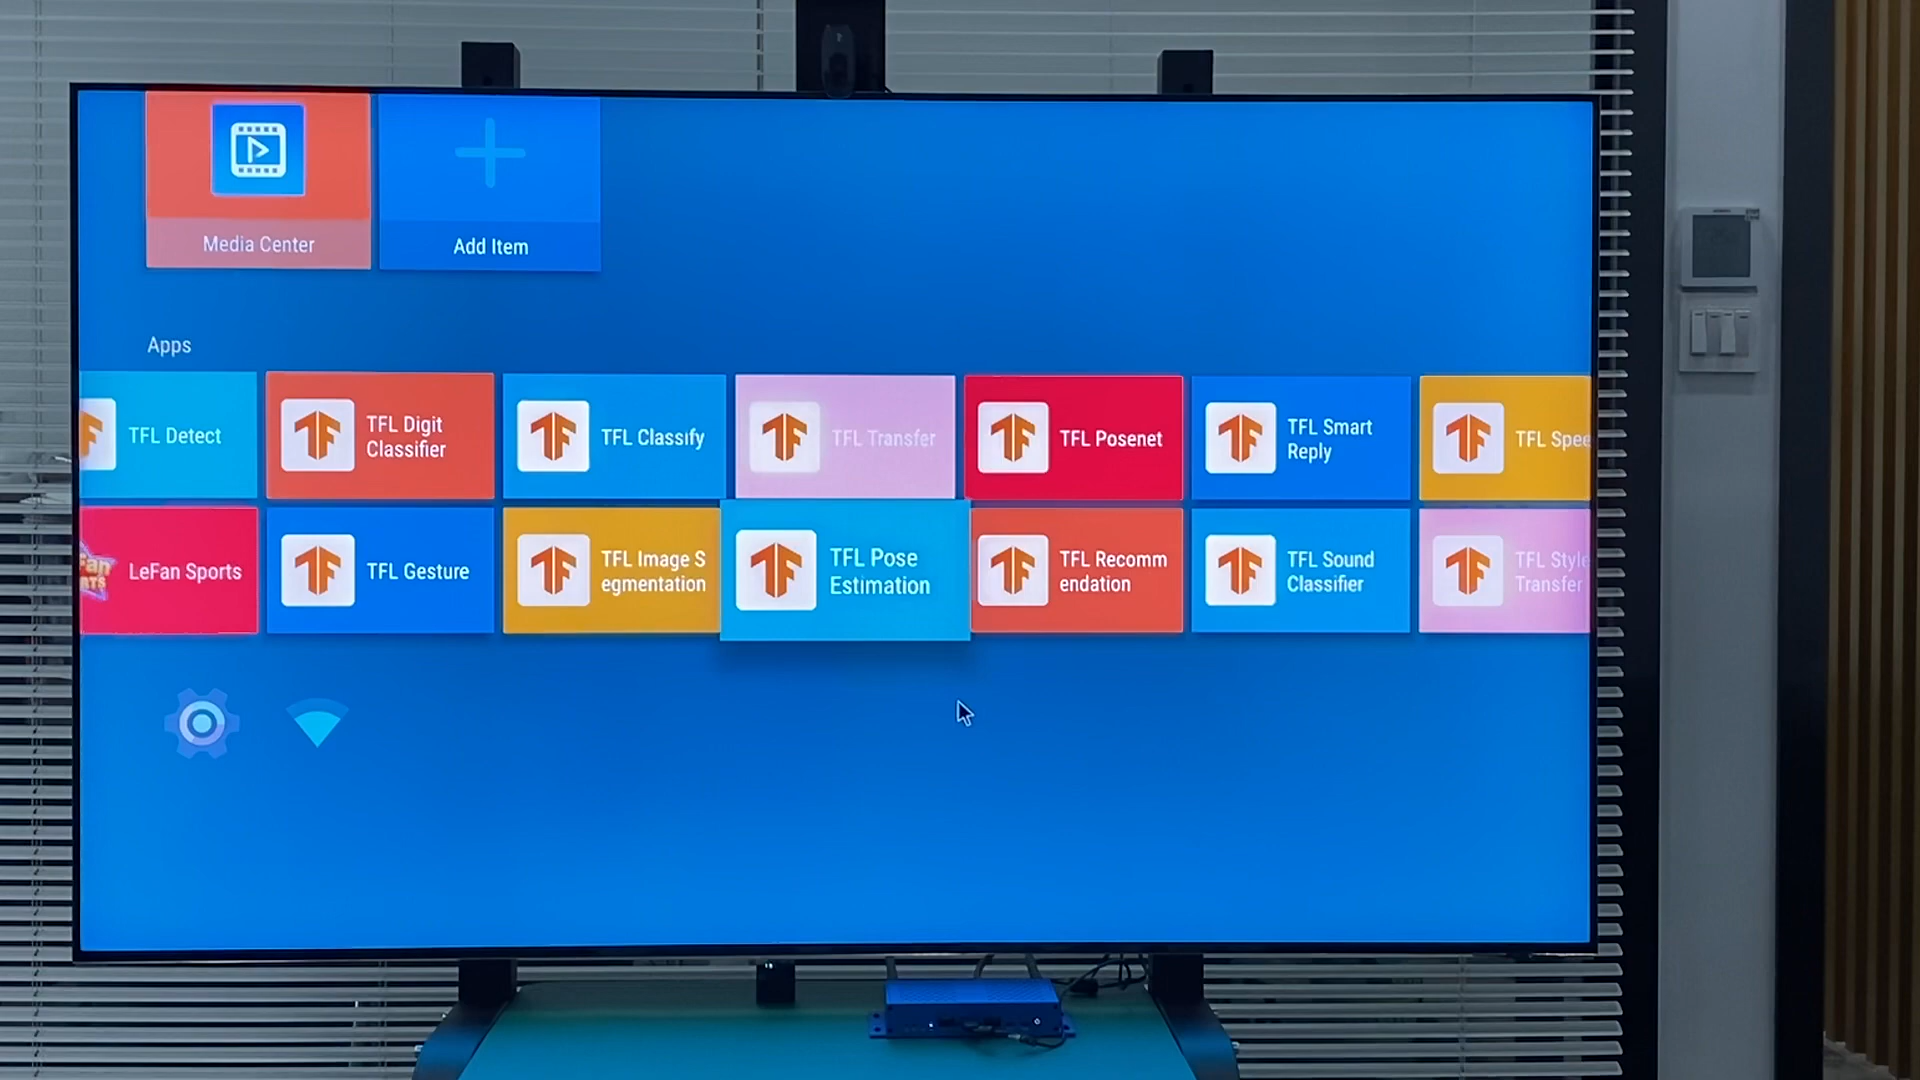 Media Center
Add Item
Apps
TFL Detect
TFL Digit
Classifier
TFL Classify
TFL Transfer
TFL Posenet
TFL Smart
Reply
TFL Spee
LeFan Sports
TFL Gesture
TFL Image S
egmentation
TFL Pose
Estimation
TFL Recomm
endation
TFL Sound
Classifier
TFL Style
Transfer